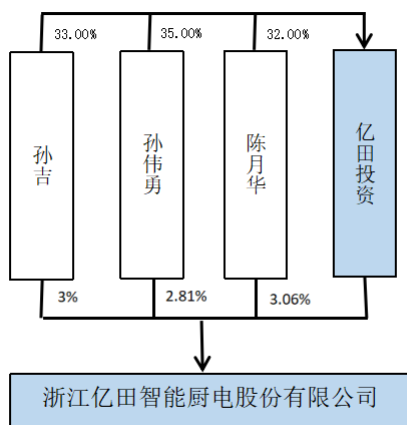 33.00%
35.00%
32.00%
孙吉
孙伟勇
陈月华
亿田投资
3%
2.81%
3.06%
浙江亿田智能厨电股份有限公司